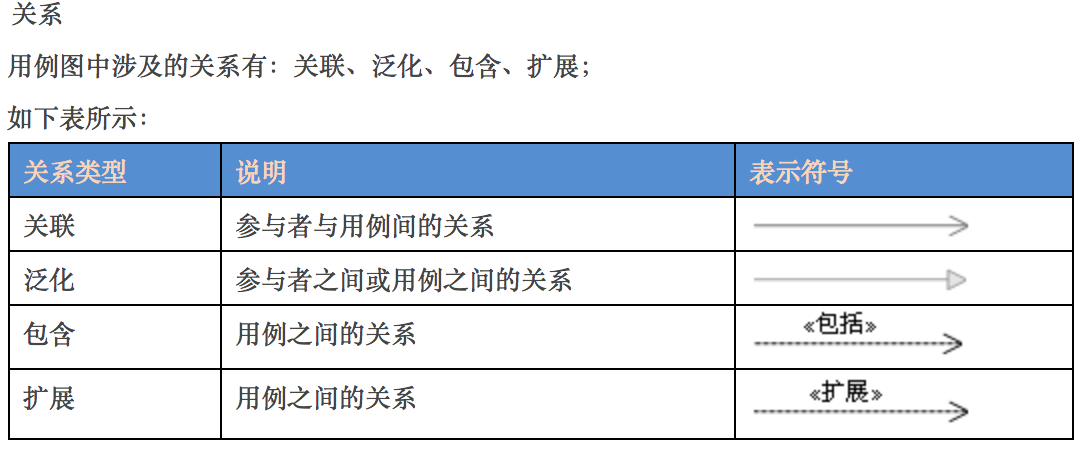 关系
用例图中涉及的关系有：关联、泛化、包含、扩展；
如下表所示：
关系类型 说明 表示符号
关联 参与者与用例间的关系
泛化 参与者之间或用例之间的关系
包含 用例之间的关系 «包括»
扩展 用例之间的关系 «扩展»